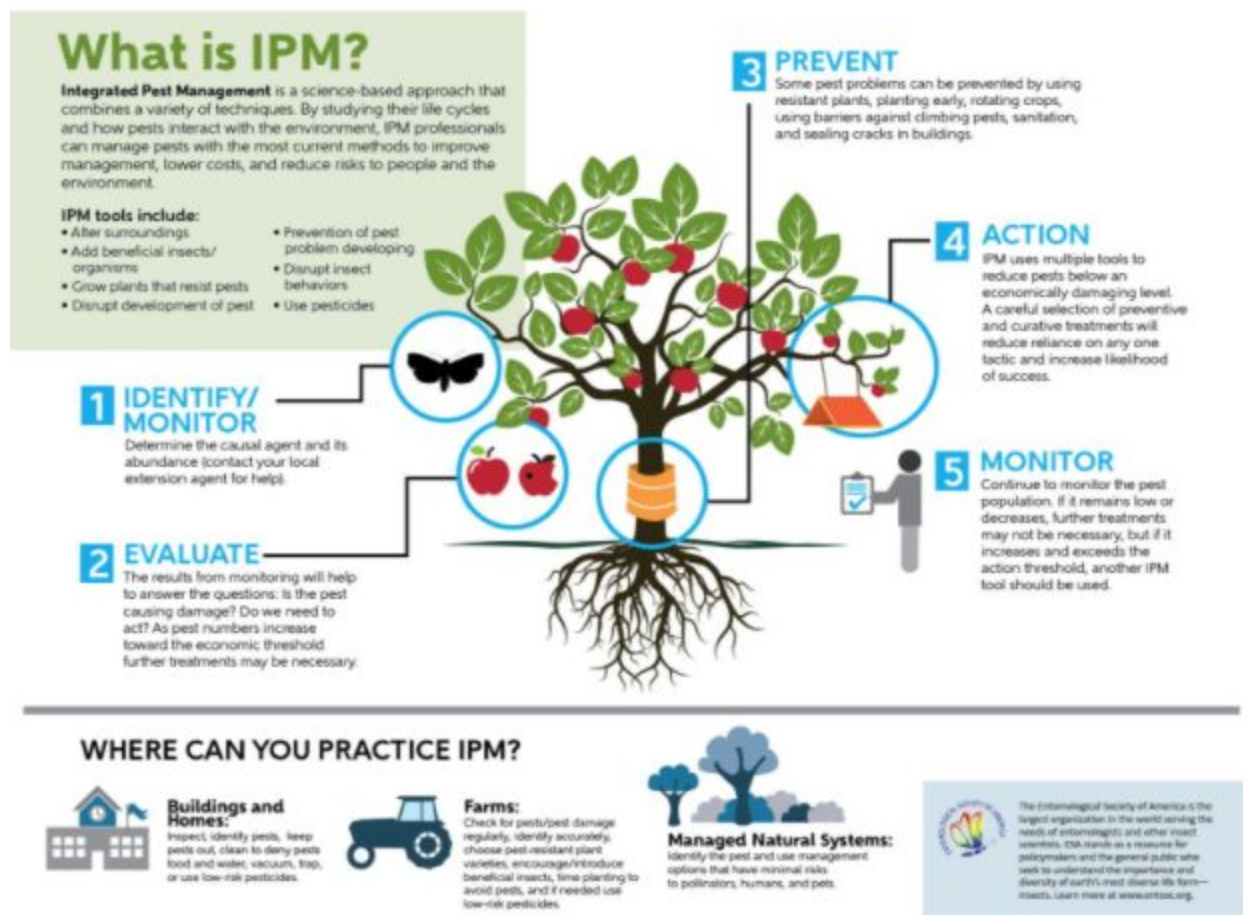 What is IPM?
Integrated Pest Management is a science-based approach that
combines a variety of techniques. By studying their life cycles
and how pests interact with the environment, IPM professionals
can manage pests with the most current methods to improve
management, lower costs, and reduce risks to people and the
environment.
IPM tools include:
• Alter surroundings
• Add beneficial insects/
organisms
• Grow plants that resist pests
• Disrupt development of pest
• Prevention of pest
problem developing
• Disrupt insect
behaviors
• Use pesticides
1 IDENTIFY/
MONITOR
Determine the causal agent and its
abundance (contact your local
extension agent for help).
2 EVALUATE
The results from monitoring will help
to answer the questions: Is the pest
causing damage? Do we need to
act? As pest numbers increase
toward the economic threshold
further treatments may be necessary.
3 PREVENT
Some pest problems can be prevented by using
resistant plants, planting early, rotating crops,
using barriers against climbing pests, sanitation,
and sealing cracks in buildings.
4 ACTION
IPM uses multiple tools to
reduce pests below an
economically damaging level.
A careful selection of preventive
and curative treatments will
reduce reliance on any one
tactic and increase likelihood
of success.
5 MONITOR
Continue to monitor the pest
population. If it remains low or
decreases, further treatments
may not be necessary, but if it
increases and exceeds the
action threshold, another IPM
tool should be used.
WHERE CAN YOU PRACTICE IPM?
Buildings and
Homes:
Inspect, identify pests, keep
pests out, clean to deny pests
food and water, vacuum, trap,
or use low-risk pesticides.
Farms:
Check for pests/pest damage
regularly, identify accurately,
choose pest-resistant plant
varieties, encourage/introduce
beneficial insects, time planting to
avoid pests, and if needed use
low-risk pesticides.
Managed Natural Systems:
Identify the pest and use management
options that have minimal risks
to pollinators, humans, and pets.
The Entomological Society of America is the
largest organization in the world serving the
needs of entomologists and other insect
scientists. ESA stands as a resource for
policymakers and the general public who
seek to understand the importance and
diversity of earth's most diverse life form—
insects. Learn more at www.entsoc.org.